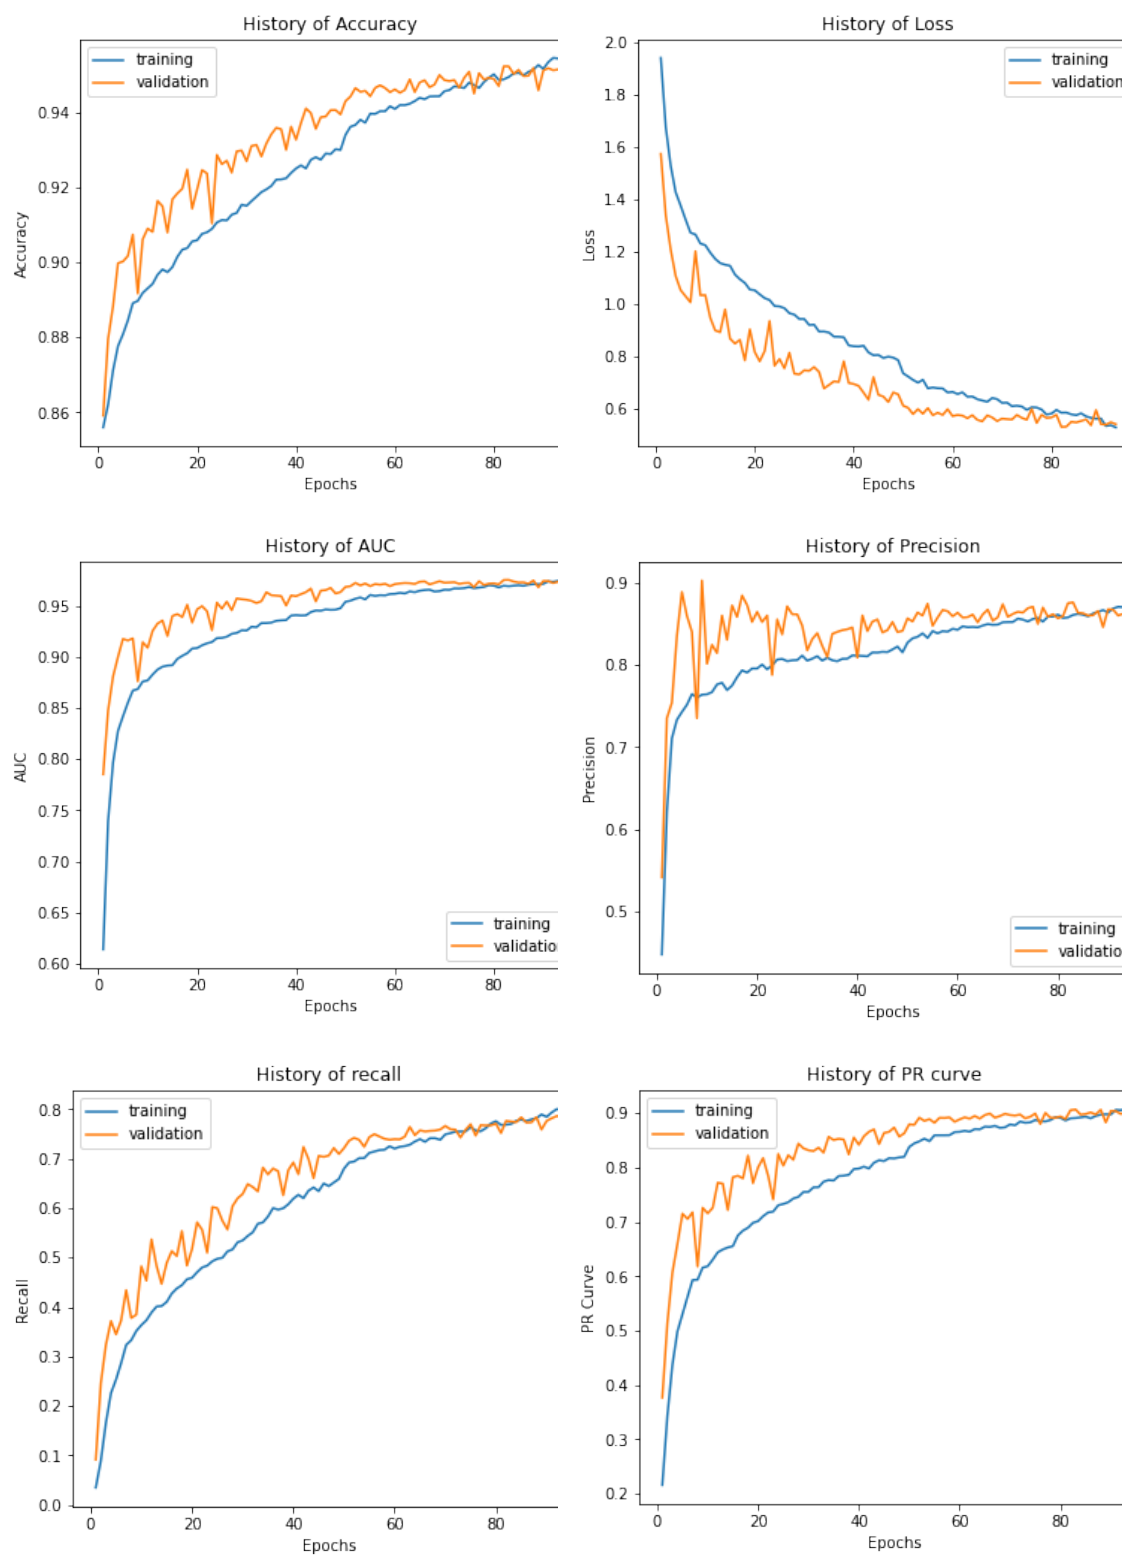 History of Accuracy
training
validation
0.94
0.92
0.90
0.88
0.86
Accuracy
0 20 40 60 80
Epochs
History of Loss
training
validation
2.0
1.8
1.6
1.4
1.2
1.0
0.8
0.6
Loss
0 20 40 60 80
Epochs
History of AUC
0.95
0.90
0.85
0.80
0.75
0.70
0.65
0.60
AUC
training
validatio
0 20 40 60 80
Epochs
History of Precision
0.9
0.8
0.7
0.6
0.5
Precision
training
validatio
0 20 40 60 80
Epochs
History of recall
training
validation
0.8
0.7
0.6
0.5
0.4
0.3
0.2
0.1
0.0
Recall
0 20 40 60 80
Epochs
History of PR curve
training
validation
0.9
0.8
0.7
0.6
0.5
0.4
0.3
0.2
PR Curve
0 20 40 60 80
Epochs